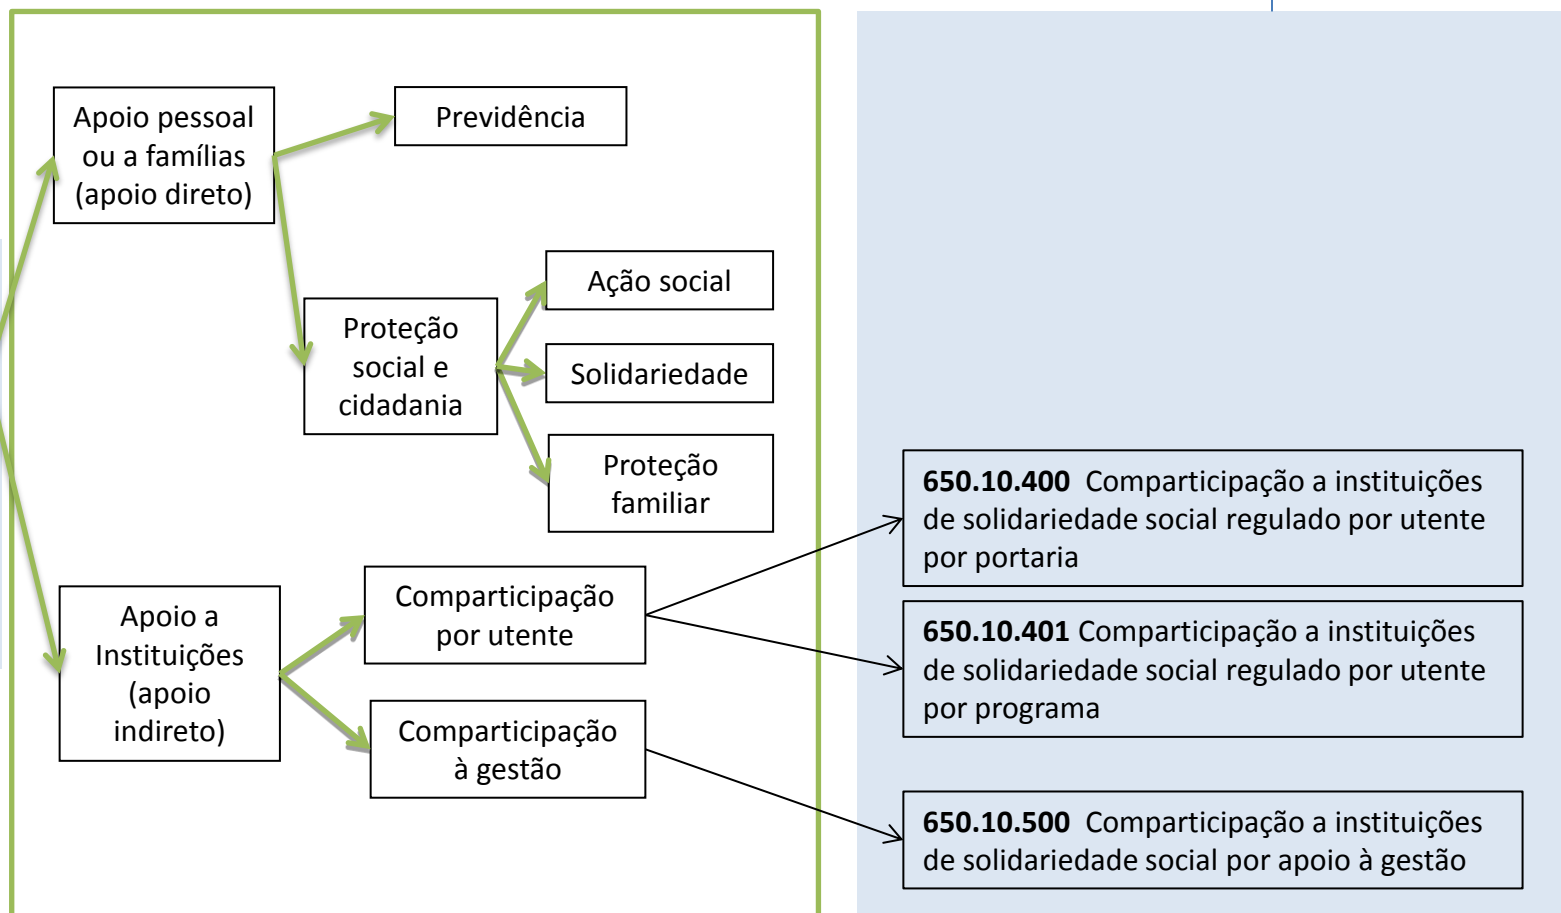 Apoio pessoal
ou a famílias
(apoio direto)
Previdência
Proteção
social e
cidadania
Ação social
Solidariedade
Proteção
familiar
Apoio a
Instituições
(apoio
indireto)
Comparticipação
por utente
Comparticipação
à gestão
650.10.400 Comparticipação a instituições
de solidariedade social regulado por utente
por portaria
650.10.401 Comparticipação a instituições
de solidariedade social regulado por utente
por programa
650.10.500 Comparticipação a instituições
de solidariedade social por apoio à gestão